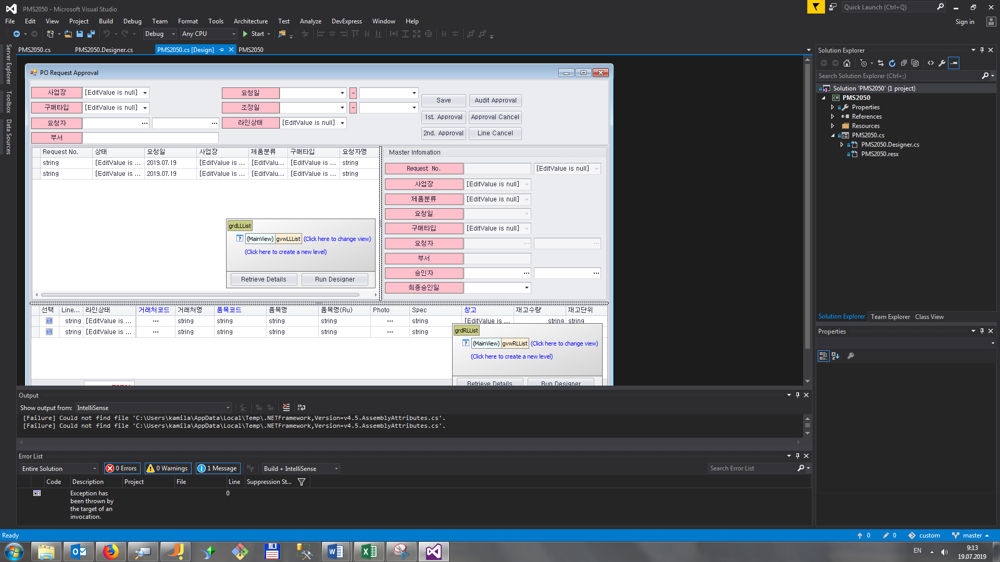 PMS2050 - Microsoft Visual Studio
Quick Launch (Ctrl+Q)
File Edit View Project Build Debug Team Format Tools Architecture Test Analyze DevExpress Window Help
Sign in
Debug Any CPU Start
Server Explorer
Toolbox
Data Sources
PMS2050.cs PMS2050.Designer.cs PMS2050.cs [Design] PMS2050
PO Request Approval
사업장 [EditValue is null] 요청일 ~
구매타입 [EditValue is null] 조정일 ~
요청자 ... ... 라인상태 [EditValue is null]
부서
Save Audit Approval
1st. Approval Approval Cancel
2nd. Approval Line Cancel
Request No. 상태 요청일 사업장 제품분류 구매타입 요청자명
string [EditValue is ... 2019.07.19 [EditValue is ... [EditValu... [EditValue is ... string
string [EditValue is ... 2019.07.19 [EditValue is ... [EditValu... [EditValue is ... string
grdLLList
? (MainView) gvwLLList (Click here to change view)
(Click here to create a new level)
Retrieve Details Run Designer
Master Infomation
Request No. [EditValue is null]
사업장 [EditValue is null]
제품분류 [EditValue is null]
요청일
구매타입 [EditValue is null]
요청자 ... ...
부서
승인자 ... ...
최종승인일
선택 Line... 라인상태 거래처코드 거래처명 품목코드 품목명 품목명(Ru) Photo Spec 창고 재고수량 재고단위
string [EditValue is ... ... string string string string ... string [EditValue is ... string string
string [EditValue is ... ... string string string string ... string
grdRLList
? (MainView) gvwRLList (Click here to change view)
(Click here to create a new level)
Retrieve Details Run Designer
TOTAL
Output
Show output from: IntelliSense
[Failure] Could not find file 'C:\Users\kamila\AppData\Local\Temp\.NETFramework,Version=v4.5.AssemblyAttributes.cs'.
[Failure] Could not find file 'C:\Users\kamila\AppData\Local\Temp\.NETFramework,Version=v4.5.AssemblyAttributes.cs'.
Error List
Entire Solution 0 Errors 0 Warnings 1 Message Build + IntelliSense
Search Error List
Code Description Project File Line Suppression St...
Exception has 0
been thrown by
the target of an
invocation.
Solution Explorer
Search Solution Explorer (Ctrl+;)
Solution 'PMS2050' (1 project)
C# PMS2050
Properties
References
Resources
PMS2050.cs
PMS2050.Designer.cs
PMS2050.resx
Solution Explorer Team Explorer Class View
Properties
Ready
0 0 custom master
EN
9:13
19.07.2019